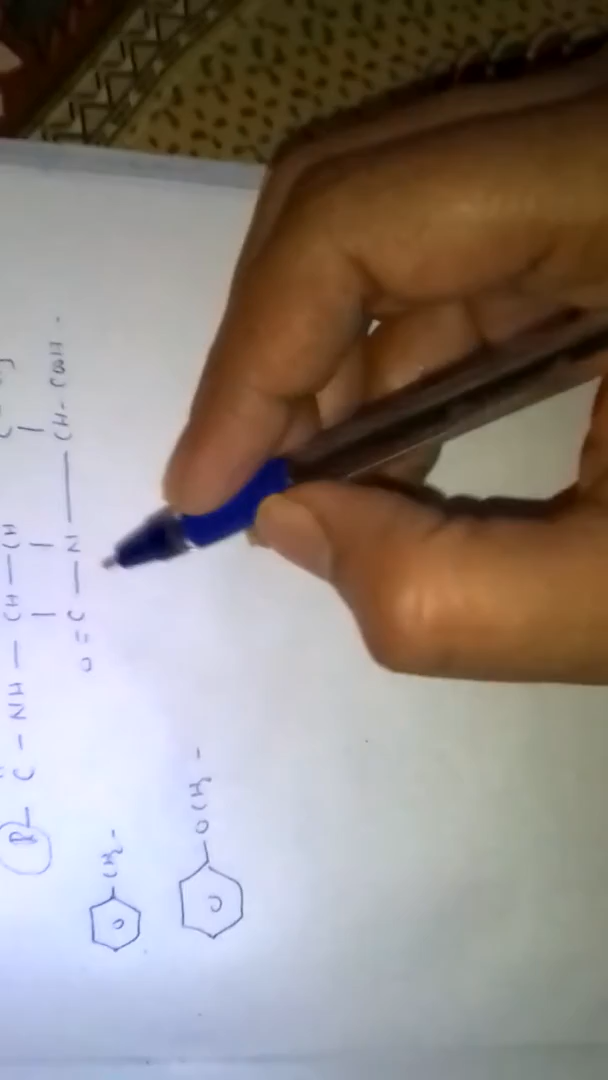 R - C - NH - CH - CH
O = C - N — CH - COOH .
CH2 -
OCH2 -